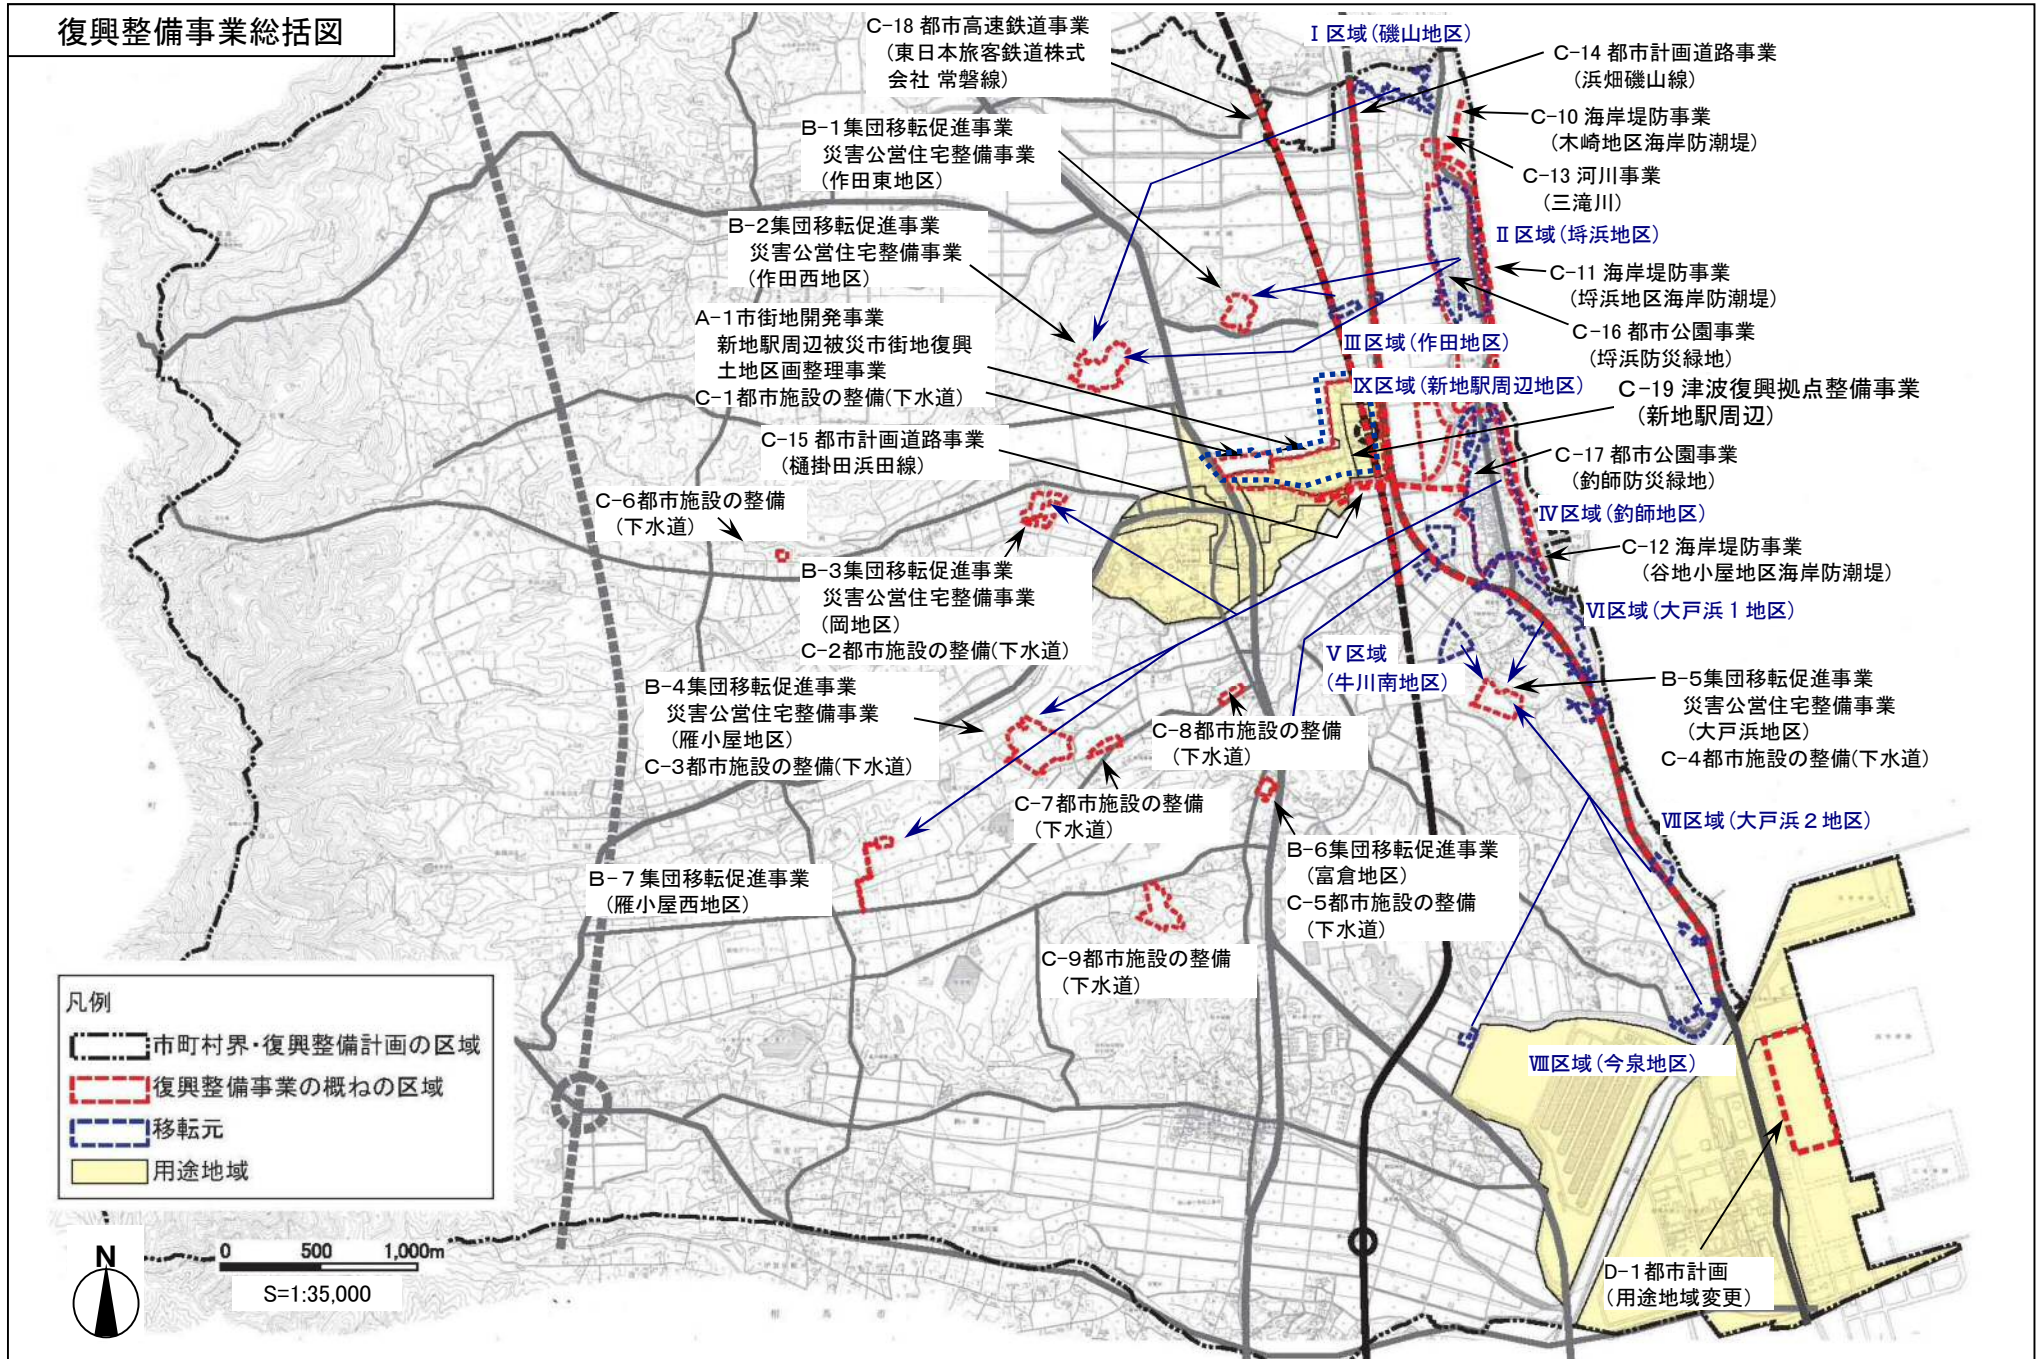 復興整備事業総括図
C-18 都市高速鉄道事業
(東日本旅客鉄道株式
会社 常磐線)
Ⅰ区域(磯山地区)
C-14 都市計画道路事業
(浜畑磯山線)
C-10 海岸堤防事業
(木崎地区海岸防潮堤)
C-13 河川事業
(三滝川)
B-1集団移転促進事業
災害公営住宅整備事業
(作田東地区)
B-2集団移転促進事業
災害公営住宅整備事業
(作田西地区)
Ⅱ区域(埓浜地区)
C-11 海岸堤防事業
(埓浜地区海岸防潮堤)
C-16 都市公園事業
(埓浜防災緑地)
A-1市街地開発事業
新地駅周辺被災市街地復興
土地区画整理事業
C-1都市施設の整備(下水道)
Ⅲ区域(作田地区)
Ⅸ区域(新地駅周辺地区)
C-19 津波復興拠点整備事業
(新地駅周辺)
C-15 都市計画道路事業
(樋掛田浜田線)
C-17 都市公園事業
(釣師防災緑地)
C-6都市施設の整備
(下水道)
Ⅳ区域(釣師地区)
C-12 海岸堤防事業
(谷地小屋地区海岸防潮堤)
B-3集団移転促進事業
災害公営住宅整備事業
(岡地区)
C-2都市施設の整備(下水道)
Ⅵ区域(大戸浜1地区)
Ⅴ区域
(牛川南地区)
B-4集団移転促進事業
災害公営住宅整備事業
(雁小屋地区)
C-3都市施設の整備(下水道)
B-5集団移転促進事業
災害公営住宅整備事業
(大戸浜地区)
C-4都市施設の整備(下水道)
C-8都市施設の整備
(下水道)
C-7都市施設の整備
(下水道)
Ⅶ区域(大戸浜2地区)
B-6集団移転促進事業
(富倉地区)
C-5都市施設の整備
(下水道)
B-7集団移転促進事業
(雁小屋西地区)
C-9都市施設の整備
(下水道)
Ⅷ区域(今泉地区)
D-1都市計画
(用途地域変更)
凡例
市町村界・復興整備計画の区域
復興整備事業の概ねの区域
移転元
用途地域
N
0 500 1,000m
S=1:35,000
相馬市